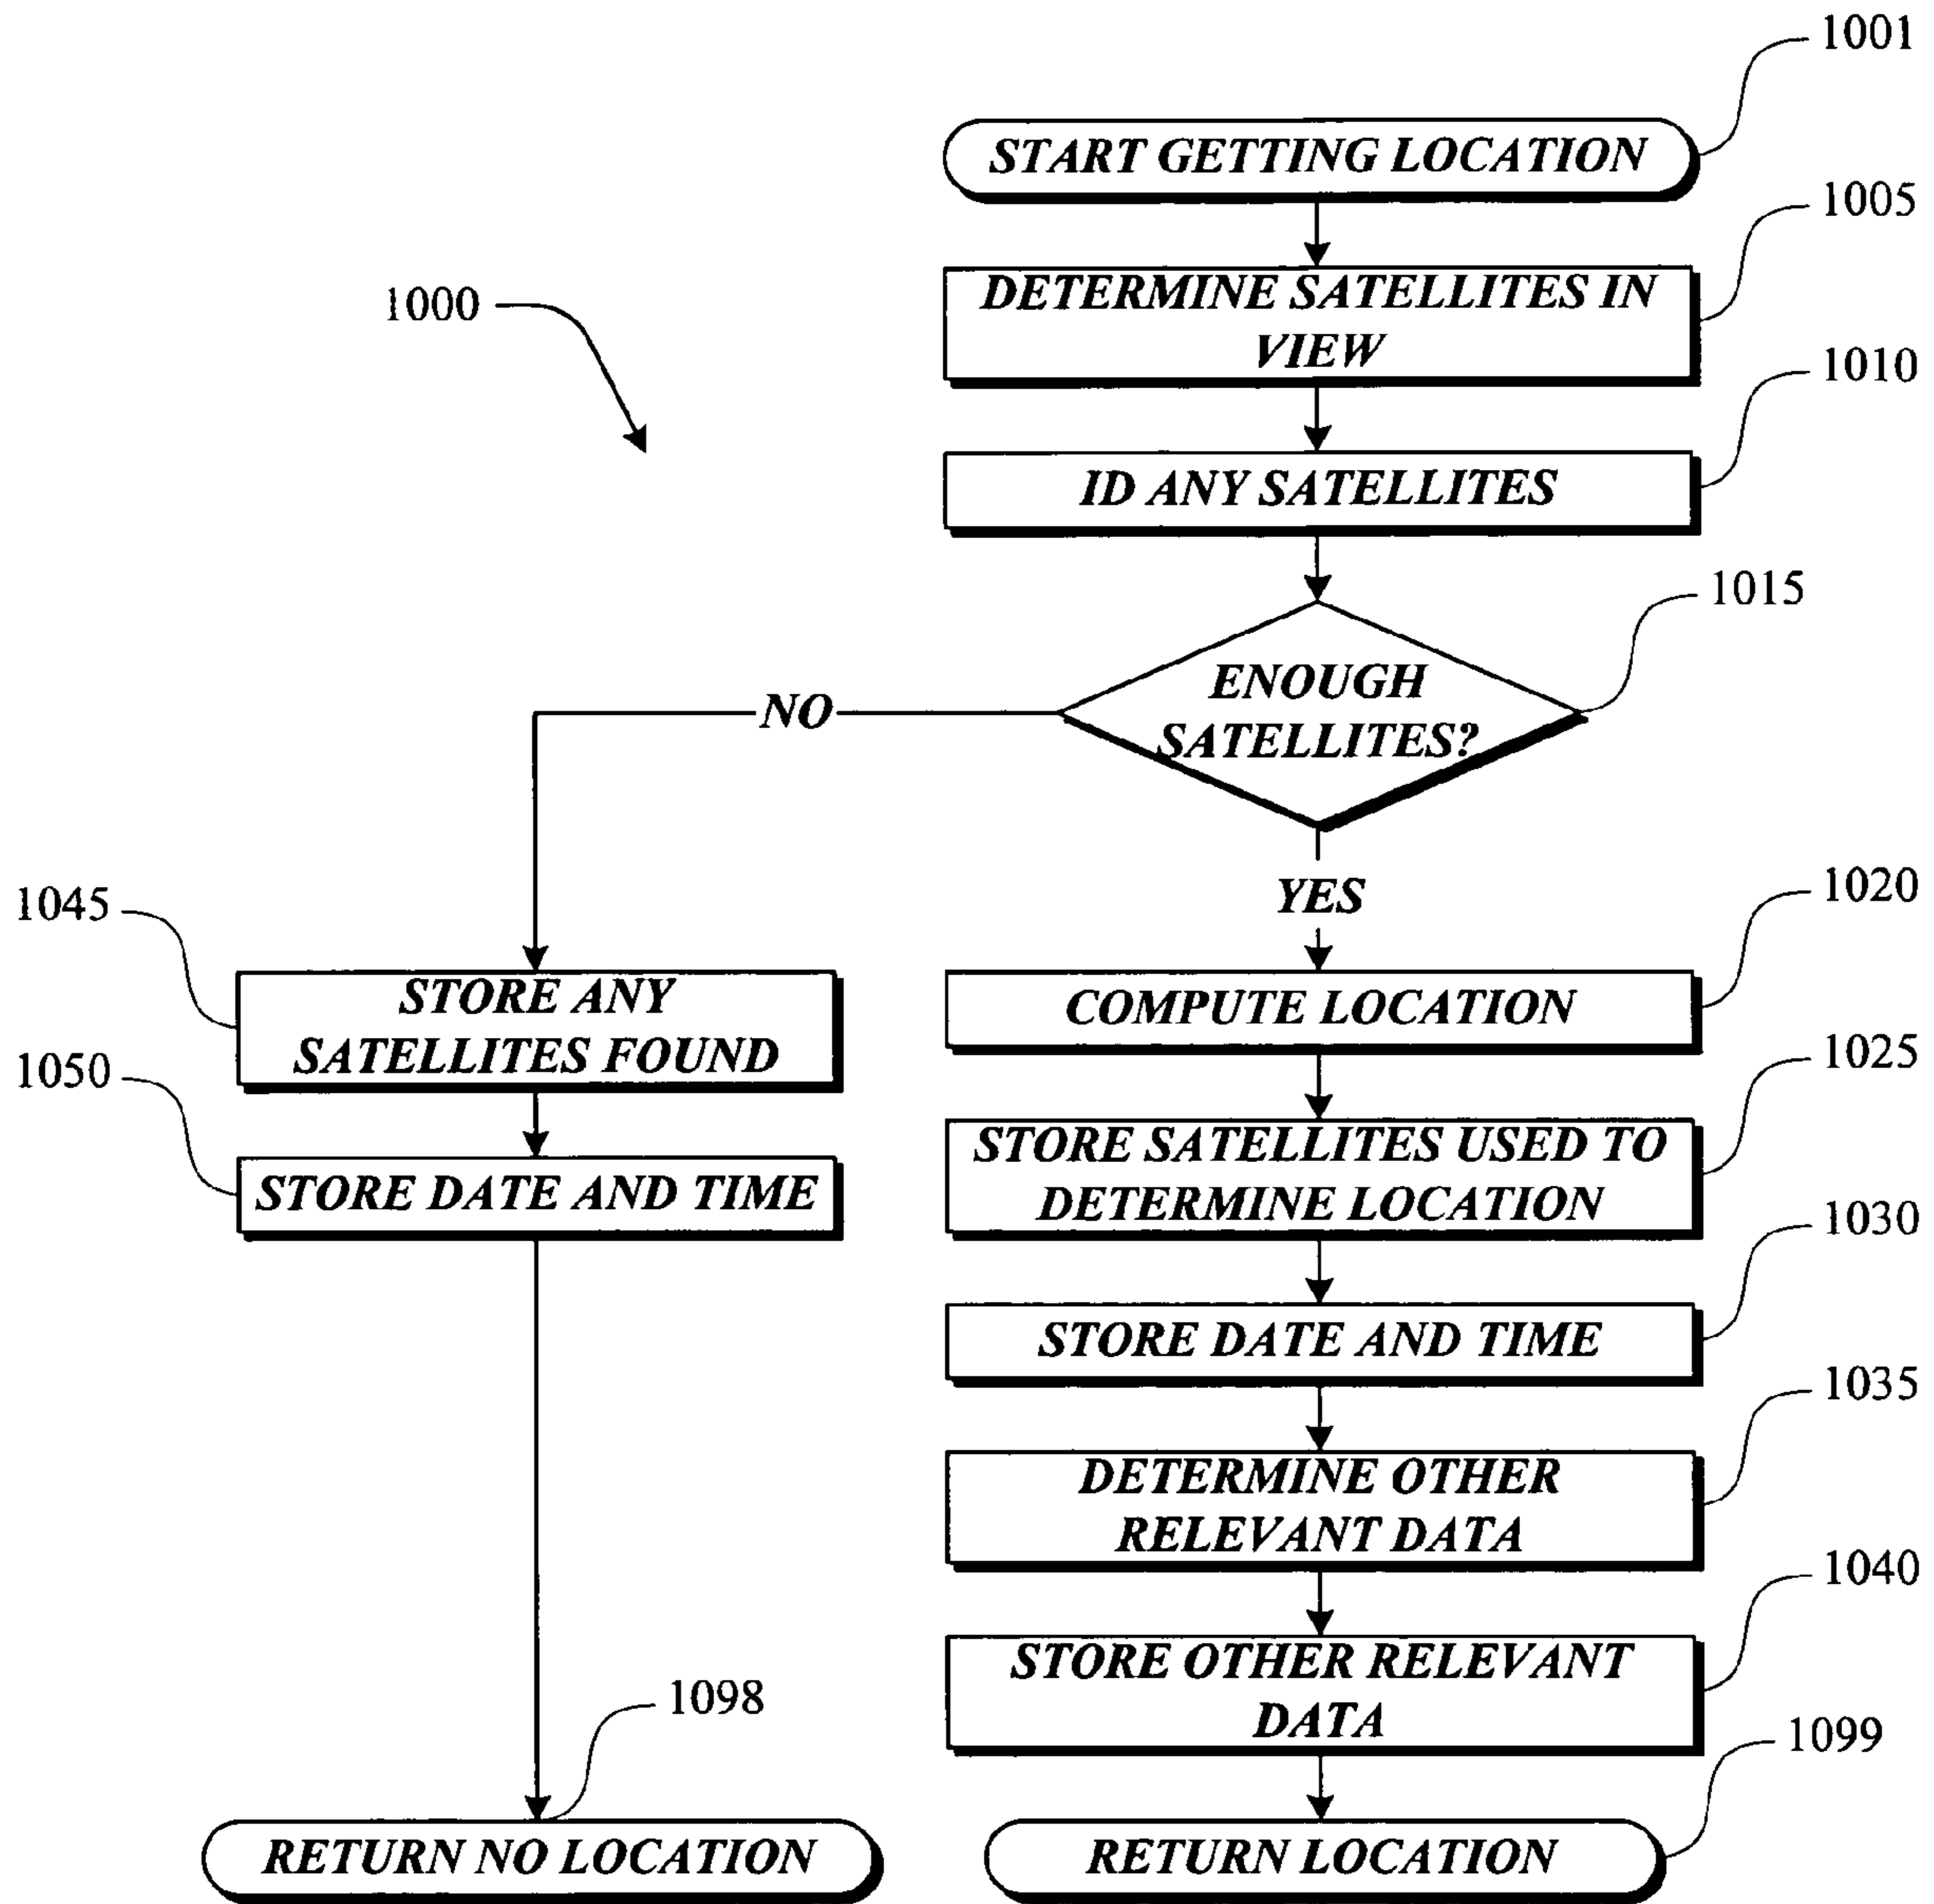 1001
START GETTING LOCATION
1005
1000
DETERMINE SATELLITES IN
VIEW
1010
ID ANY SATELLITES
1015
ENOUGH
SATELLITES?
NO
YES
1045
STORE ANY
SATELLITES FOUND
1050
STORE DATE AND TIME
1020
COMPUTE LOCATION
1025
STORE SATELLITES USED TO
DETERMINE LOCATION
1030
STORE DATE AND TIME
1035
DETERMINE OTHER
RELEVANT DATA
1040
STORE OTHER RELEVANT
DATA
1098
RETURN NO LOCATION
1099
RETURN LOCATION